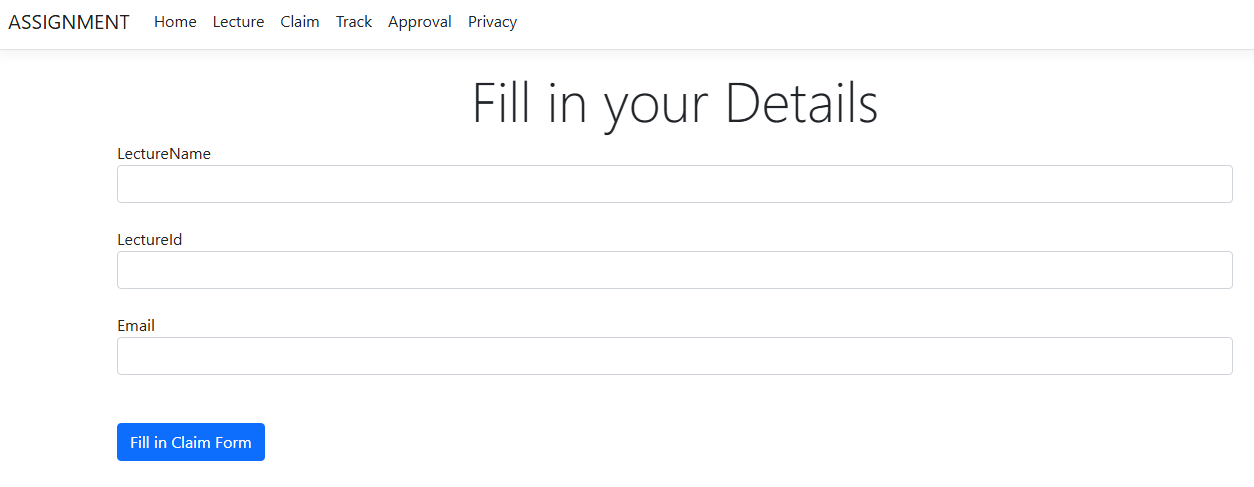 ASSIGNMENT Home Lecture Claim Track Approval Privacy
Fill in your Details
LectureName
LectureId
Email
Fill in Claim Form